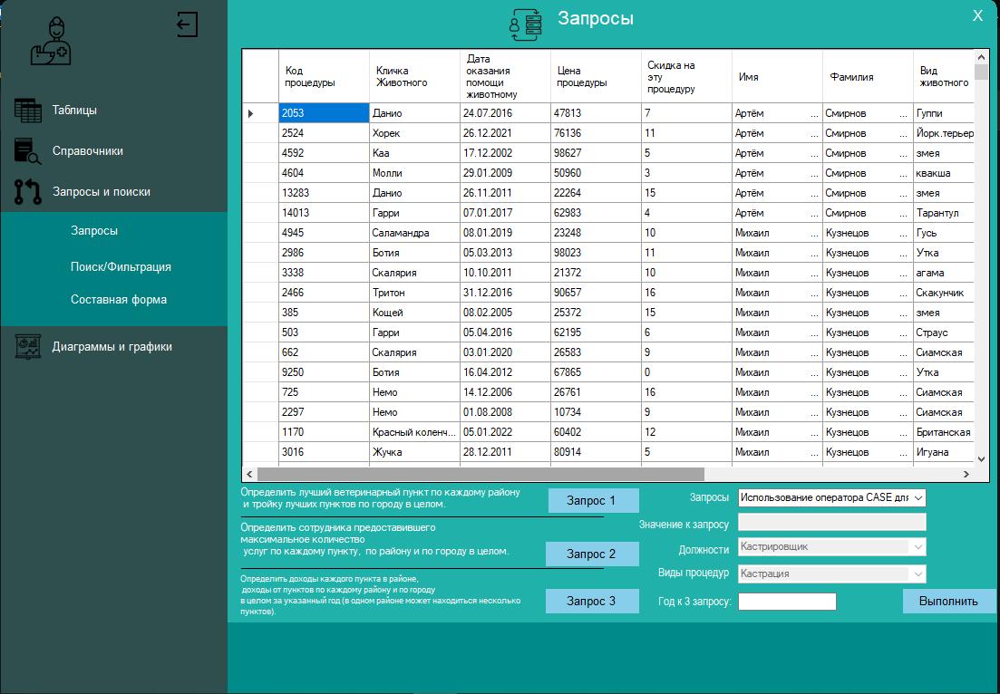 Запросы
X
Таблицы
Справочники
Запросы и поиски
Запросы
Поиск/Фильтрация
Составная форма
Диаграммы и графики
Код процедуры Кличка Животного Дата оказания помощи животному Цена процедуры Скидка на эту процедуру Имя Фамилия Вид животного
2053 Данио 24.07.2016 47813 7 Артём ... Смирнов ... Гуппи
2524 Хорек 26.12.2021 76136 11 Артём ... Смирнов ... Йорк.терьер
4592 Каа 17.12.2002 98627 5 Артём ... Смирнов ... змея
4604 Молли 29.01.2009 50960 3 Артём ... Смирнов ... квакша
13283 Данио 26.11.2011 22264 15 Артём ... Смирнов ... змея
14013 Гарри 07.01.2017 62983 4 Артём ... Смирнов ... Тарантул
4945 Саламандра 08.01.2019 23248 10 Михаил ... Кузнецов ... Гусь
2986 Ботия 05.03.2013 98023 11 Михаил ... Кузнецов ... Утка
3338 Скалярия 10.10.2011 21372 10 Михаил ... Кузнецов ... агама
2466 Тритон 31.12.2016 90657 16 Михаил ... Кузнецов ... Скакунчик
385 Кощей 08.02.2005 25372 15 Михаил ... Кузнецов ... змея
503 Гарри 05.04.2016 62195 6 Михаил ... Кузнецов ... Страус
662 Скалярия 03.01.2020 26583 9 Михаил ... Кузнецов ... Сиамская
9250 Ботия 16.04.2012 67865 0 Михаил ... Кузнецов ... Утка
725 Немо 14.12.2006 26761 16 Михаил ... Кузнецов ... Сиамская
2297 Немо 01.08.2008 10734 9 Михаил ... Кузнецов ... Сиамская
1170 Красный коленч... 05.01.2022 60402 12 Михаил ... Кузнецов ... Британская
3016 Жучка 28.12.2011 80914 5 Михаил ... Кузнецов ... Игуана
Определить лучший ветеринарный пункт по каждому району
и тройку лучших пунктов по городу в целом.
Запрос 1
Определить сотрудника предоставившего
максимальное количество
услуг по каждому пункту, по району и по городу в целом.
Запрос 2
Определить доходы каждого пункта в районе,
доходы от пунктов по каждому району и по городу
в целом за указанный год (в одном районе может находиться несколько
пунктов).
Запрос 3
Запросы Использование оператора CASE для
Значение к запросу
Должности Кастрировщик
Виды процедур Кастрация
Год к 3 запросу:
Выполнить